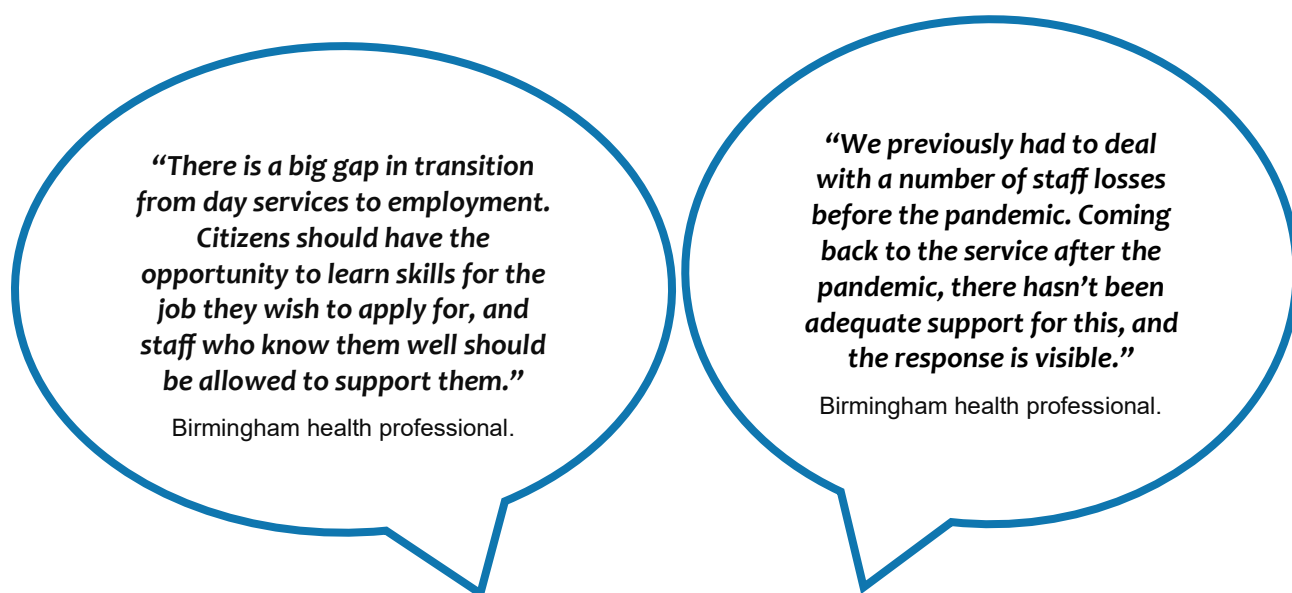 “There is a big gap in transition
from day services to employment.
Citizens should have the
opportunity to learn skills for the
job they wish to apply for, and
staff who know them well should
be allowed to support them.”
Birmingham health professional.
“We previously had to deal
with a number of staff losses
before the pandemic. Coming
back to the service after the
pandemic, there hasn’t been
adequate support for this, and
the response is visible.”
Birmingham health professional.